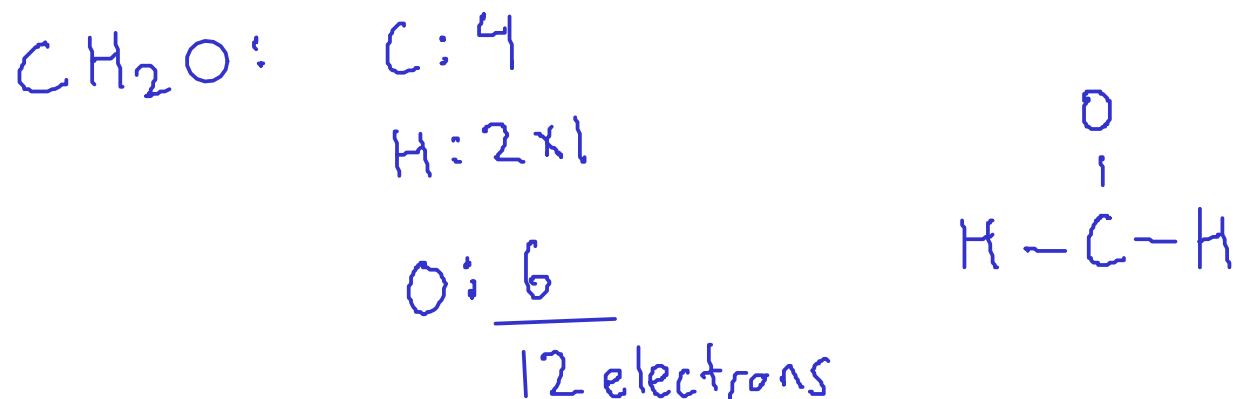 CH₂O:
C: 4
H: 2x1
O: 6
12 electrons
O
H - C - H